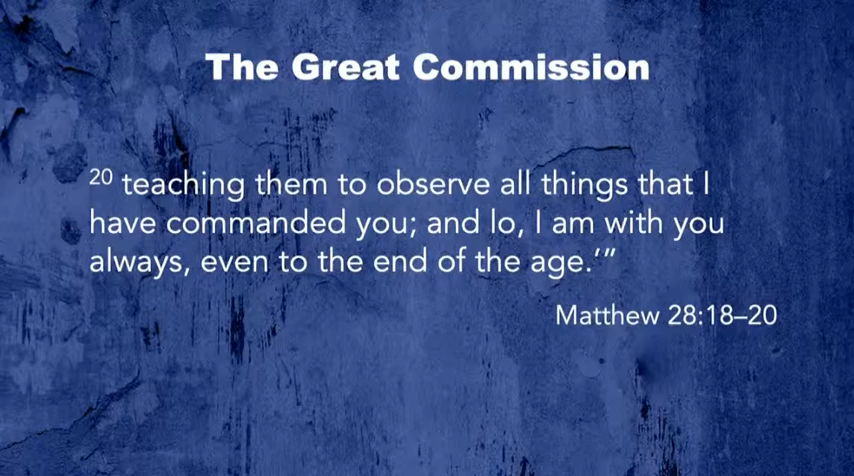 The Great Commission
20 teaching them to observe all things that I
have commanded you; and lo, I am with you
always, even to the end of the age.’”
Matthew 28:18–20